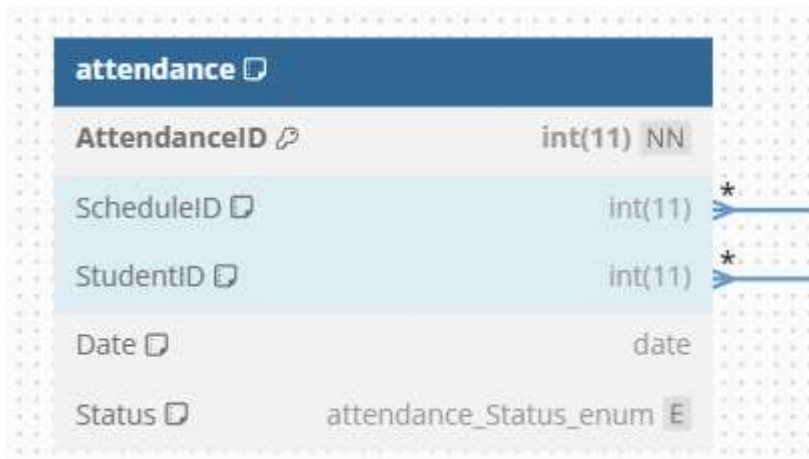 attendance
AttendanceID int(11) NN
ScheduleID int(11) *
StudentID int(11) *
Date date
Status attendance_Status_enum E